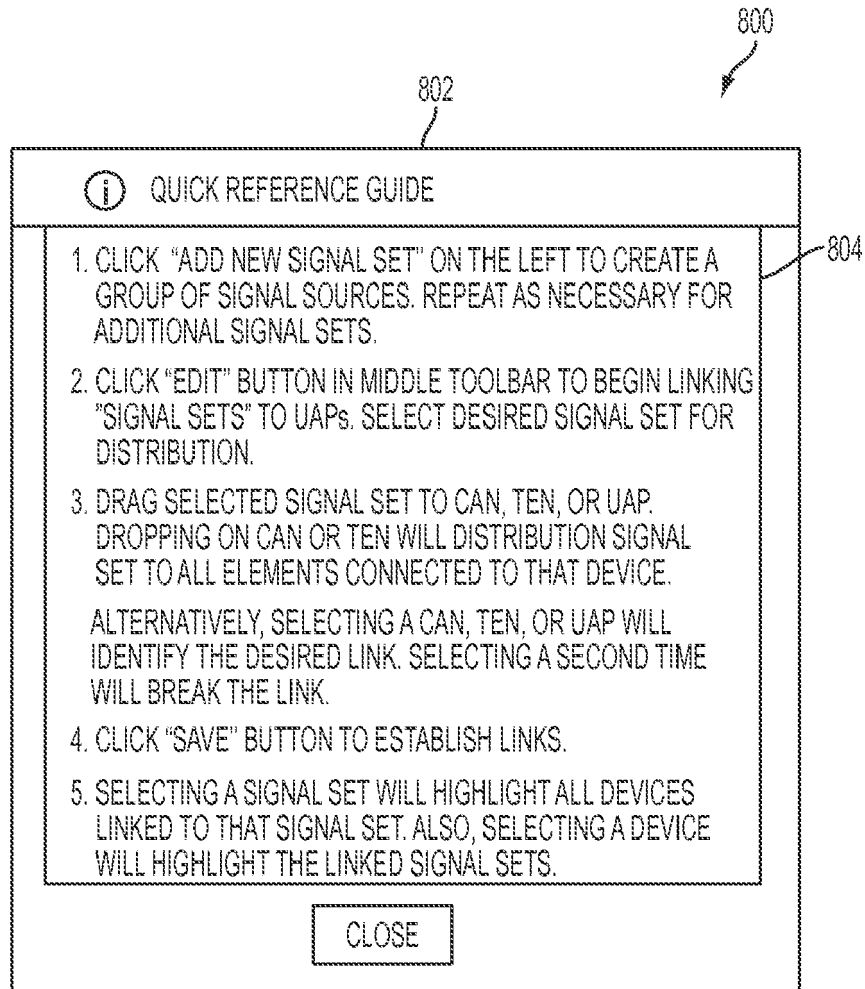 800
802
i QUICK REFERENCE GUIDE
804
1. CLICK "ADD NEW SIGNAL SET" ON THE LEFT TO CREATE A
GROUP OF SIGNAL SOURCES. REPEAT AS NECESSARY FOR
ADDITIONAL SIGNAL SETS.
2. CLICK "EDIT" BUTTON IN MIDDLE TOOLBAR TO BEGIN LINKING
"SIGNAL SETS" TO UAPs. SELECT DESIRED SIGNAL SET FOR
DISTRIBUTION.
3. DRAG SELECTED SIGNAL SET TO CAN, TEN, OR UAP.
DROPPING ON CAN OR TEN WILL DISTRIBUTION SIGNAL
SET TO ALL ELEMENTS CONNECTED TO THAT DEVICE.
ALTERNATIVELY, SELECTING A CAN, TEN, OR UAP WILL
IDENTIFY THE DESIRED LINK. SELECTING A SECOND TIME
WILL BREAK THE LINK.
4. CLICK "SAVE" BUTTON TO ESTABLISH LINKS.
5. SELECTING A SIGNAL SET WILL HIGHLIGHT ALL DEVICES
LINKED TO THAT SIGNAL SET. ALSO, SELECTING A DEVICE
WILL HIGHLIGHT THE LINKED SIGNAL SETS.
CLOSE